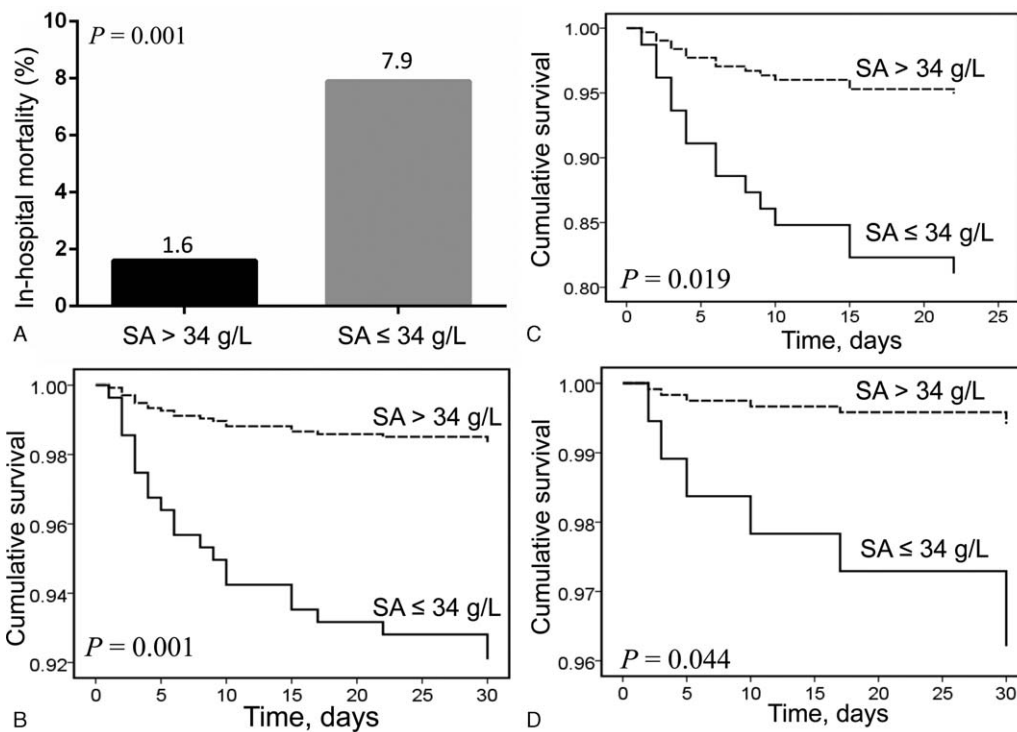 P = 0.001
In-hospital mortality (%)
10
8
6
4
2
0
1.6
7.9
SA > 34 g/L
SA ≤ 34 g/L
A
Cumulative survival
1.00
0.95
0.90
0.85
0.80
SA > 34 g/L
SA ≤ 34 g/L
P = 0.019
0 5 10 15 20 25
Time, days
C
Cumulative survival
1.00
0.98
0.96
0.94
0.92
SA > 34 g/L
SA ≤ 34 g/L
P = 0.001
0 5 10 15 20 25 30
Time, days
B
Cumulative survival
1.00
0.99
0.98
0.97
0.96
SA > 34 g/L
SA ≤ 34 g/L
P = 0.044
0 5 10 15 20 25 30
Time, days
D